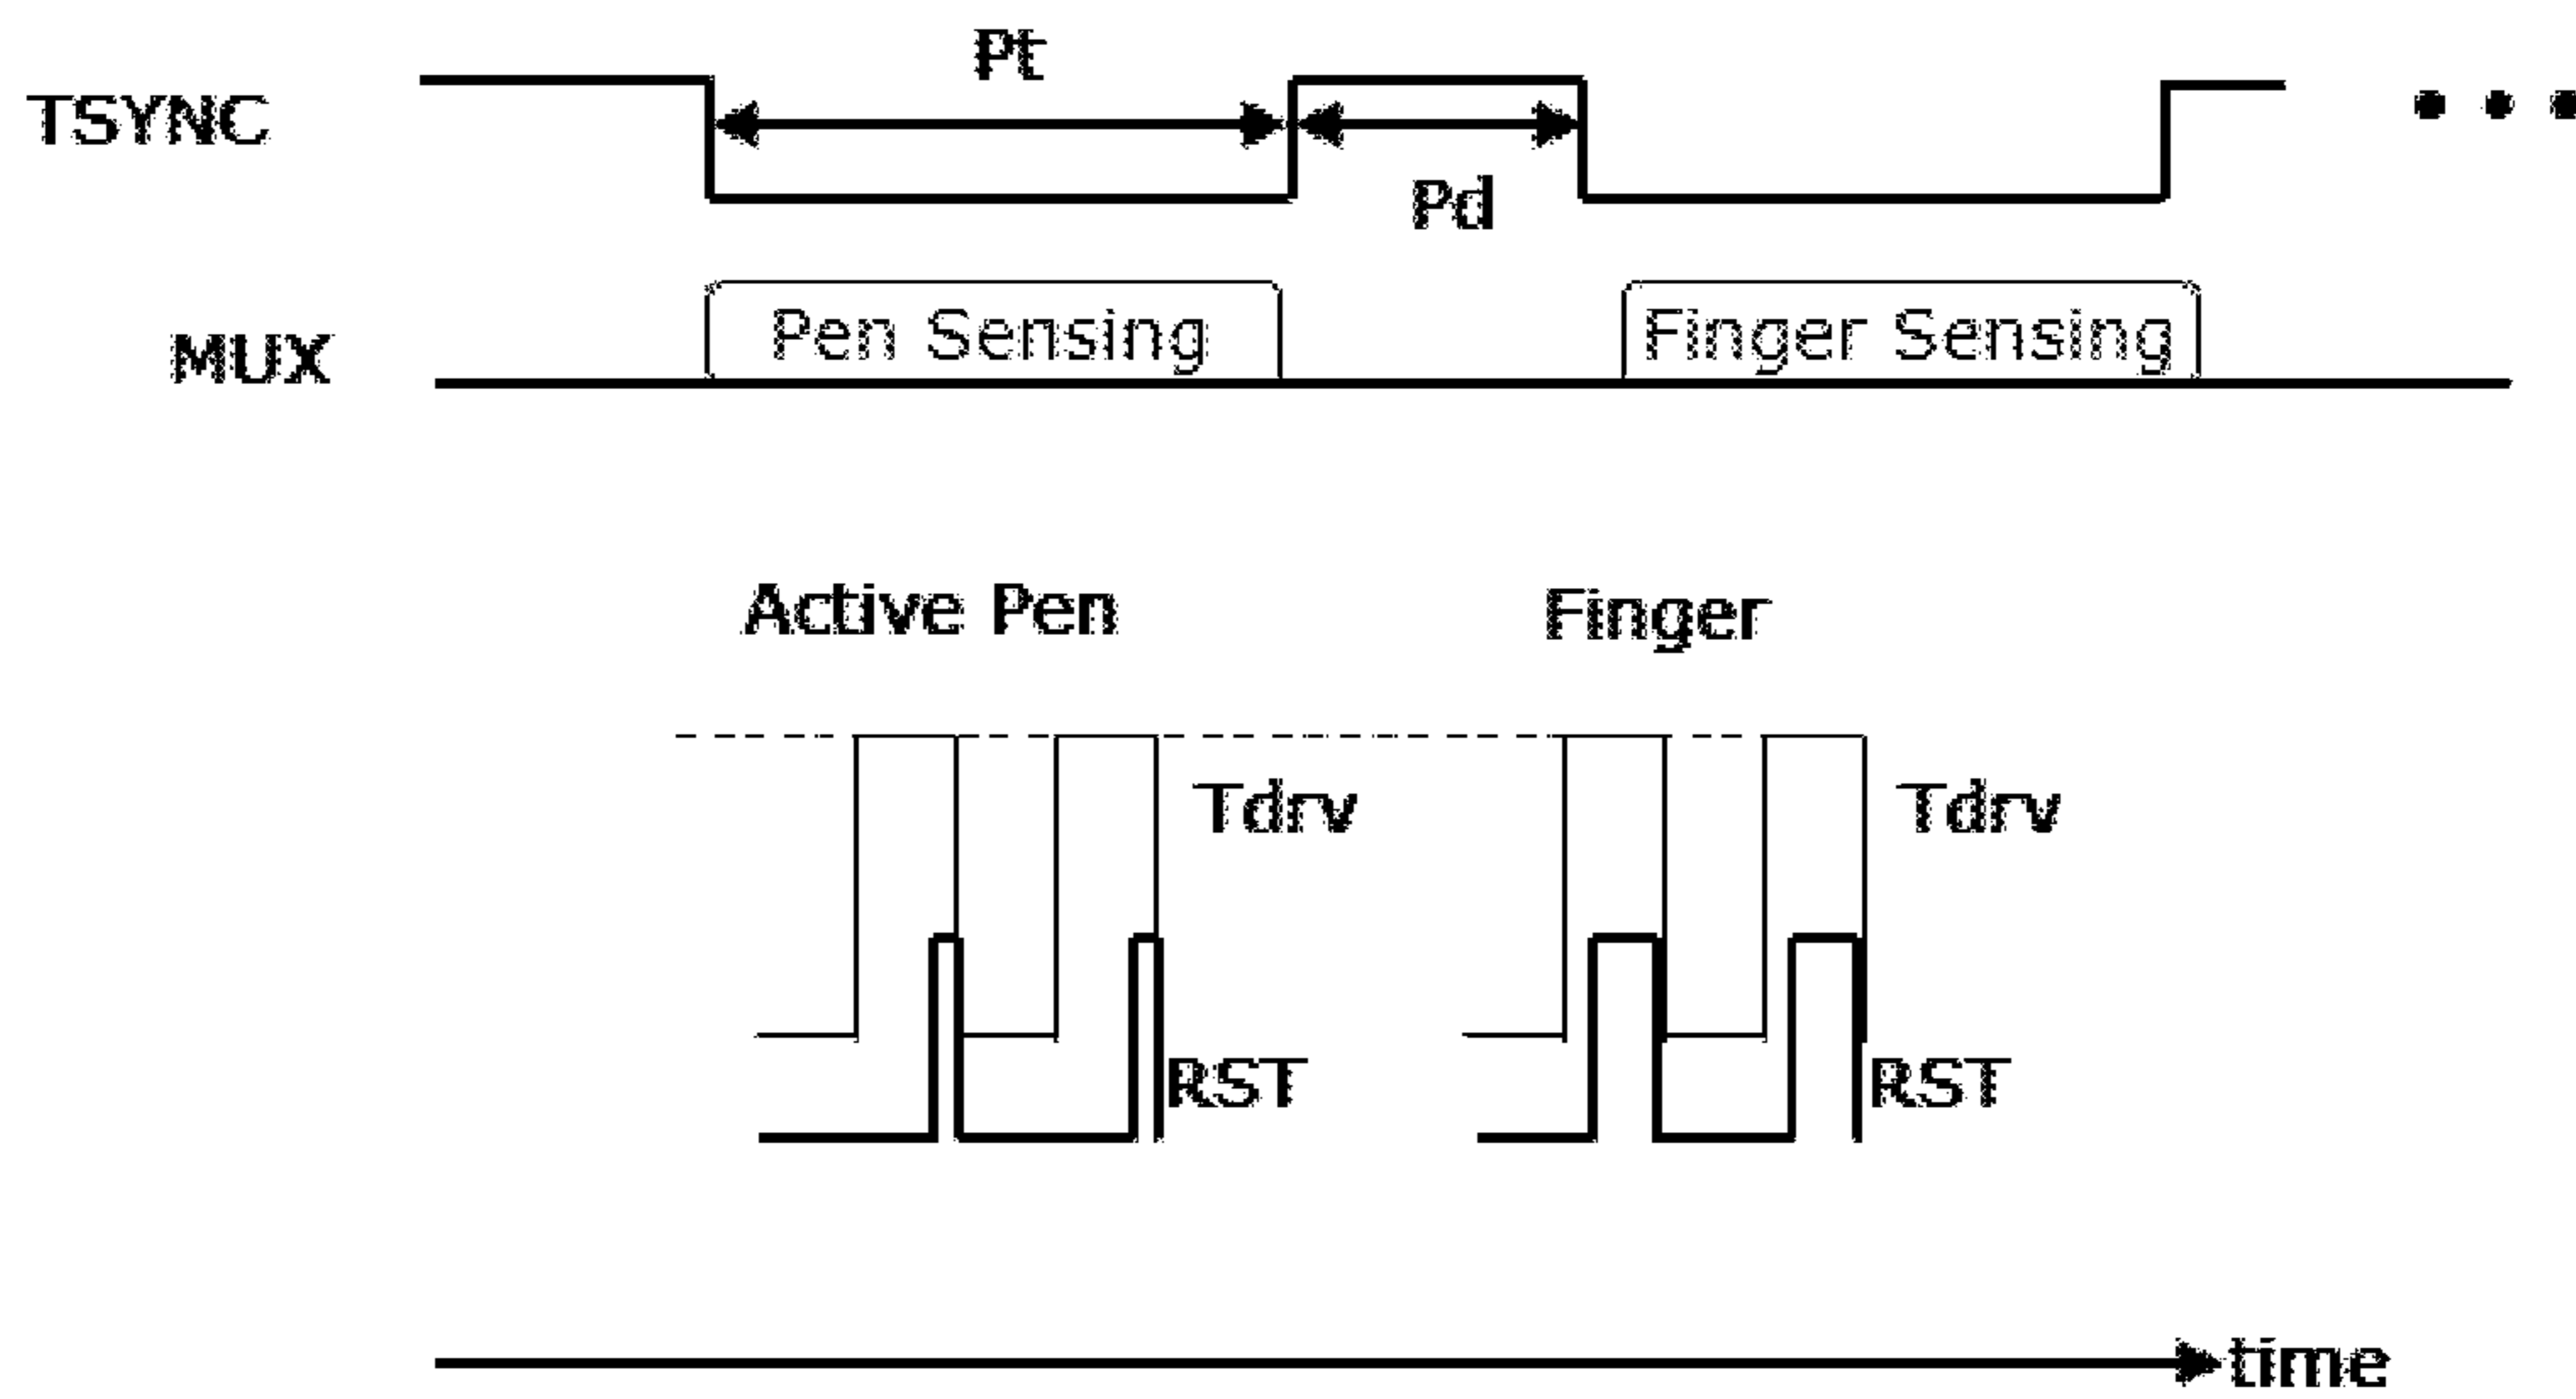 Pt
TSYNC
Pd
MUX
Pen Sensing
Finger Sensing
Active Pen
Finger
Tdrv
Tdrv
RST
RST
time